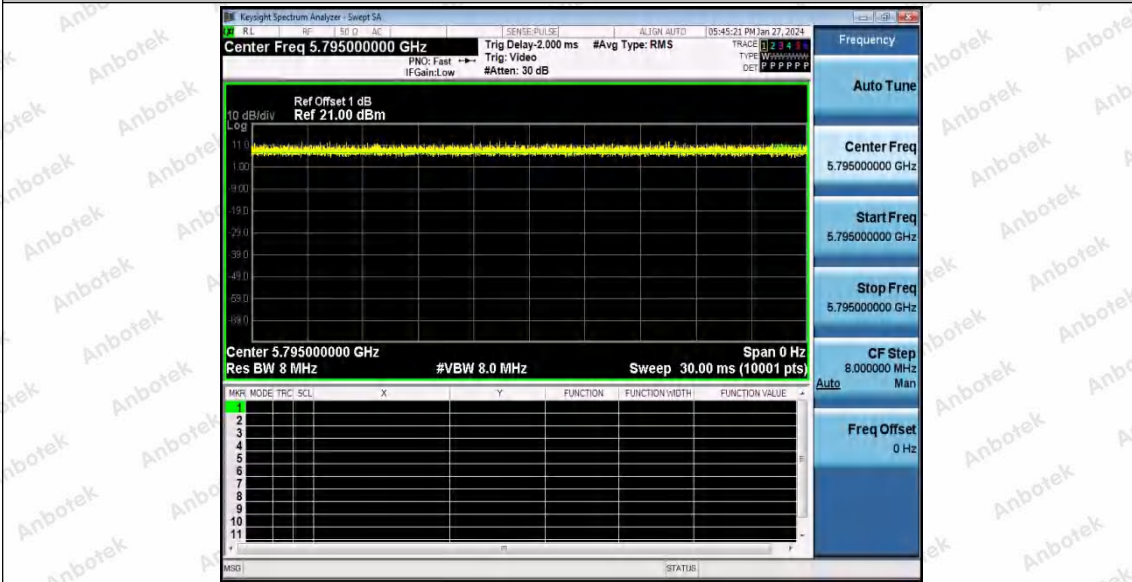 Keysight Spectrum Analyzer - Swept SA
RL RF 50 Ω AC SENSE:PULSE ALIGN AUTO 05:45:21 PM Jan 27, 2024
Center Freq 5.795000000 GHz
PNO: Fast
IFGain:Low
Trig Delay-2.000 ms
Trig: Video
#Atten: 30 dB
#Avg Type: RMS
TRACE 1 2 3 4 5 6
TYPE
DET P P P P P P
Ref Offset 1 dB
10 dB/div Ref 21.00 dBm
Log
11.0
1.00
-9.00
-19.0
-29.0
-39.0
-49.0
-59.0
-69.0
Center 5.795000000 GHz Span 0 Hz
Res BW 8 MHz #VBW 8.0 MHz Sweep 30.00 ms (10001 pts)
MKR MODE TRC SCL X Y FUNCTION FUNCTION WIDTH FUNCTION VALUE
1
2
3
4
5
6
7
8
9
10
11
MSG STATUS
Frequency
Auto Tune
Center Freq
5.795000000 GHz
Start Freq
5.795000000 GHz
Stop Freq
5.795000000 GHz
CF Step
8.000000 MHz
Auto Man
Freq Offset
0 Hz
Anbotek